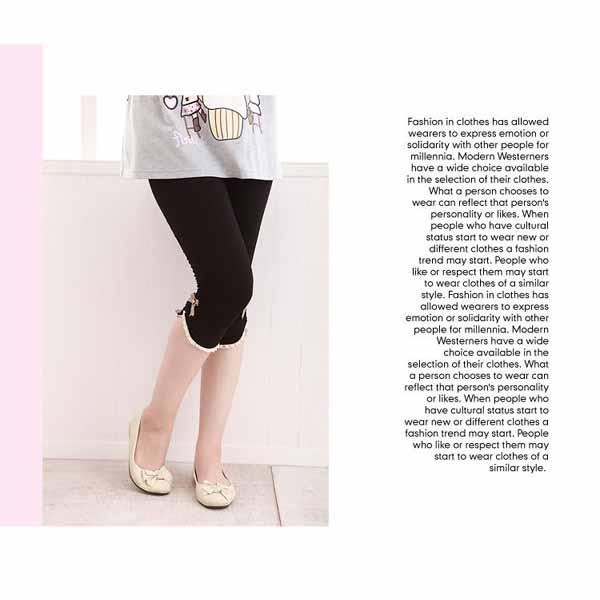 Fashion in clothes has allowed
wearers to express emotion or
solidarity with other people for
millennia. Modern Westerners
have a wide choice available
in the selection of their clothes.
What a person chooses to
wear can reflect that person's
personality or likes. When
people who have cultural
status start to wear new or
different clothes a fashion
trend may start. People who
like or respect them may start
to wear clothes of a similar
style. Fashion in clothes has
allowed wearers to express
emotion or solidarity with other
people for millennia. Modern
Westerners have a wide
choice available in the
selection of their clothes. What
a person chooses to wear can
reflect that person's personality
or likes. When people who
have cultural status start to
wear new or different clothes a
fashion trend may start. People
who like or respect them may
start to wear clothes of a
similar style.